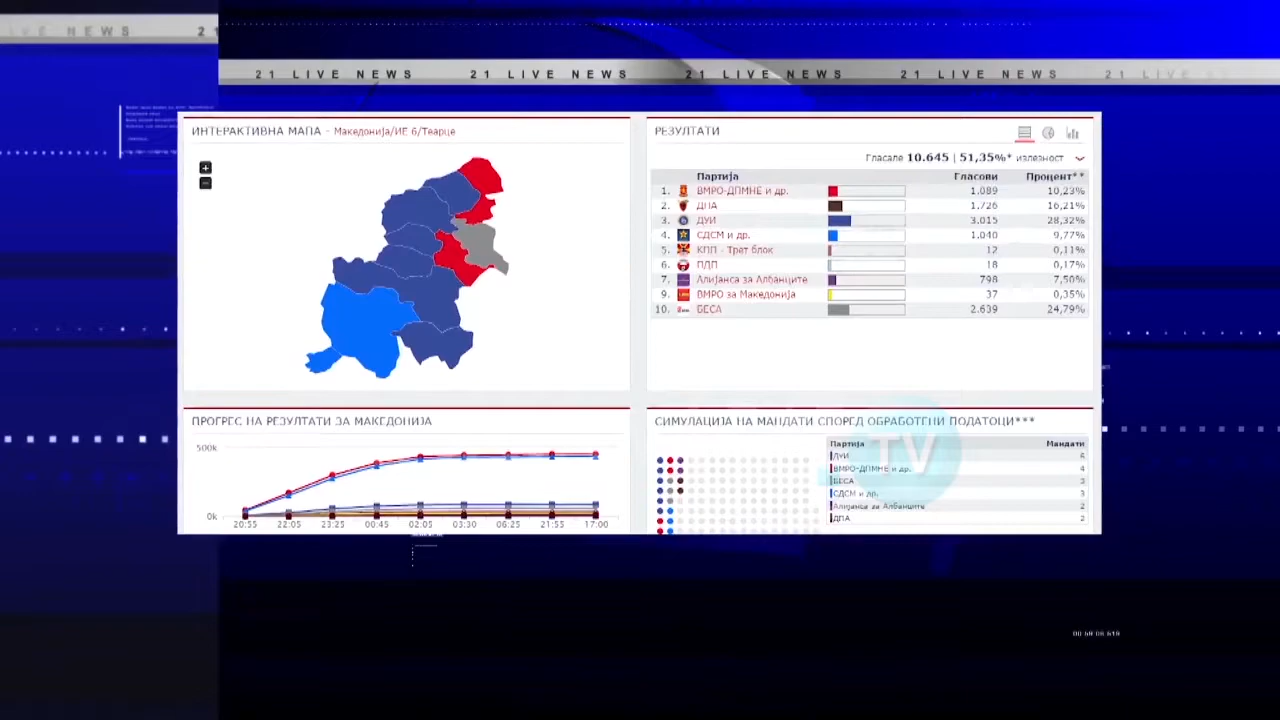 21 LIVE NEWS 21 LIVE NEWS 21 LIVE NEWS 21 LIVE NEWS 21 LIVE
ИНТЕРАКТИВНА МАПА - Македонија/ИЕ 6/Теарце
РЕЗУЛТАТИ
Гласале 10.645 | 51,35%* излезност
Партија Гласови Процент**
1. ВМРО-ДПМНЕ и др. 1.089 10,23%
2. ДПА 1.726 16,21%
3. ДУИ 3.015 28,32%
4. СДСМ и др. 1.040 9,77%
5. КПП - Трет блок 12 0,11%
6. ПДП 18 0,17%
7. Алијанса за Албанците 798 7,50%
9. ВМРО за Македонија 37 0,35%
10. БЕСА 2.639 24,79%
ПРОГРЕС НА РЕЗУЛТАТИ ЗА МАКЕДОНИЈА
500k
0k
20:55 22:05 23:25 00:45 02:05 03:30 06:25 21:55 17:00
СИМУЛАЦИЈА НА МАНДАТИ СПОРЕД ОБРАБОТЕНИ ПОДАТОЦИ***
Партија Мандати
ДУИ 6
ВМРО-ДПМНЕ и др. 4
БЕСА 3
СДСМ и др. 3
Алијанса за Албанците 2
ДПА 2
TV